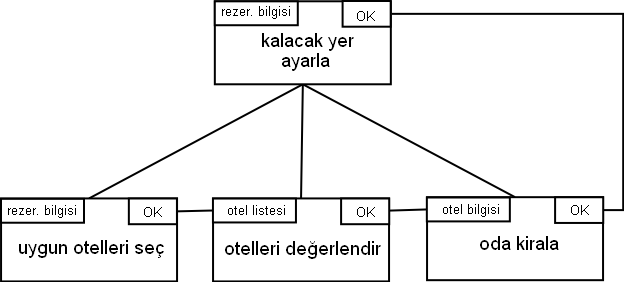 rezer. bilgisi
OK
kalacak yer
ayarla
rezer. bilgisi
OK
uygun otelleri seç
otel listesi
OK
otelleri değerlendir
otel bilgisi
OK
oda kirala